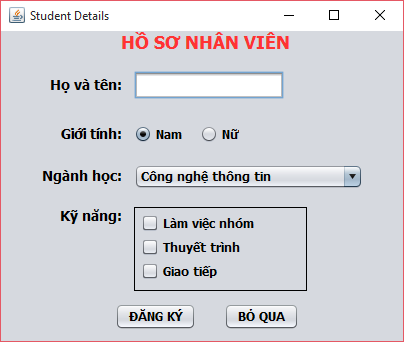 Student Details
HỒ SƠ NHÂN VIÊN
Họ và tên:
Giới tính: Nam Nữ
Ngành học: Công nghệ thông tin
Kỹ năng:
Làm việc nhóm
Thuyết trình
Giao tiếp
ĐĂNG KÝ BỎ QUA